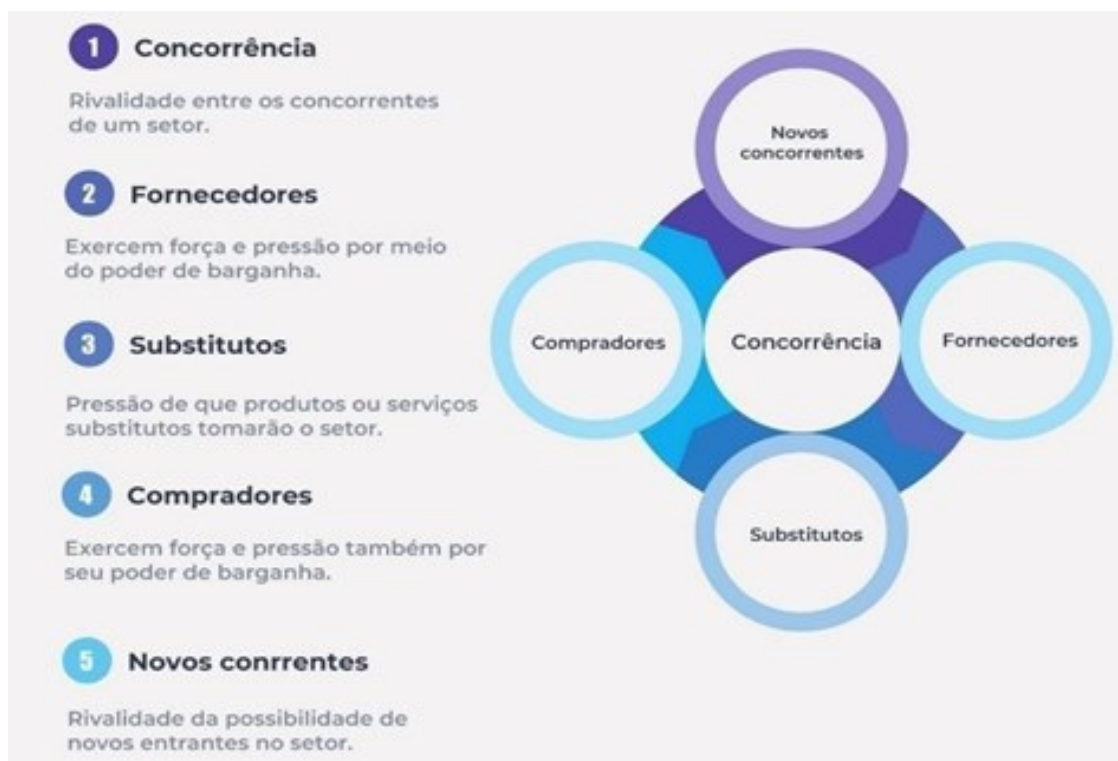 1 Concorrência
Rivalidade entre os concorrentes
de um setor.
2 Fornecedores
Exercem força e pressão por meio
do poder de barganha.
3 Substitutos
Pressão de que produtos ou serviços
substitutos tomarão o setor.
4 Compradores
Exercem força e pressão também por
seu poder de barganha.
5 Novos conrrentes
Rivalidade da possibilidade de
novos entrantes no setor.
Novos
concorrentes
Compradores
Concorrência
Fornecedores
Substitutos